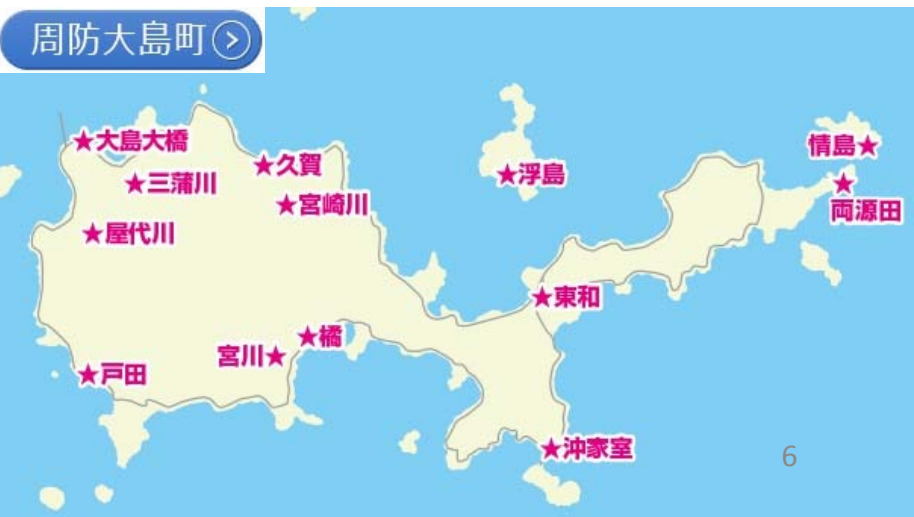 周防大島町
★大島大橋
★久賀
情島★
★三蒲川
★浮島
★宮崎川
両源田
★
★屋代川
★東和
★橘
宮川★
★戸田
★沖家室
6